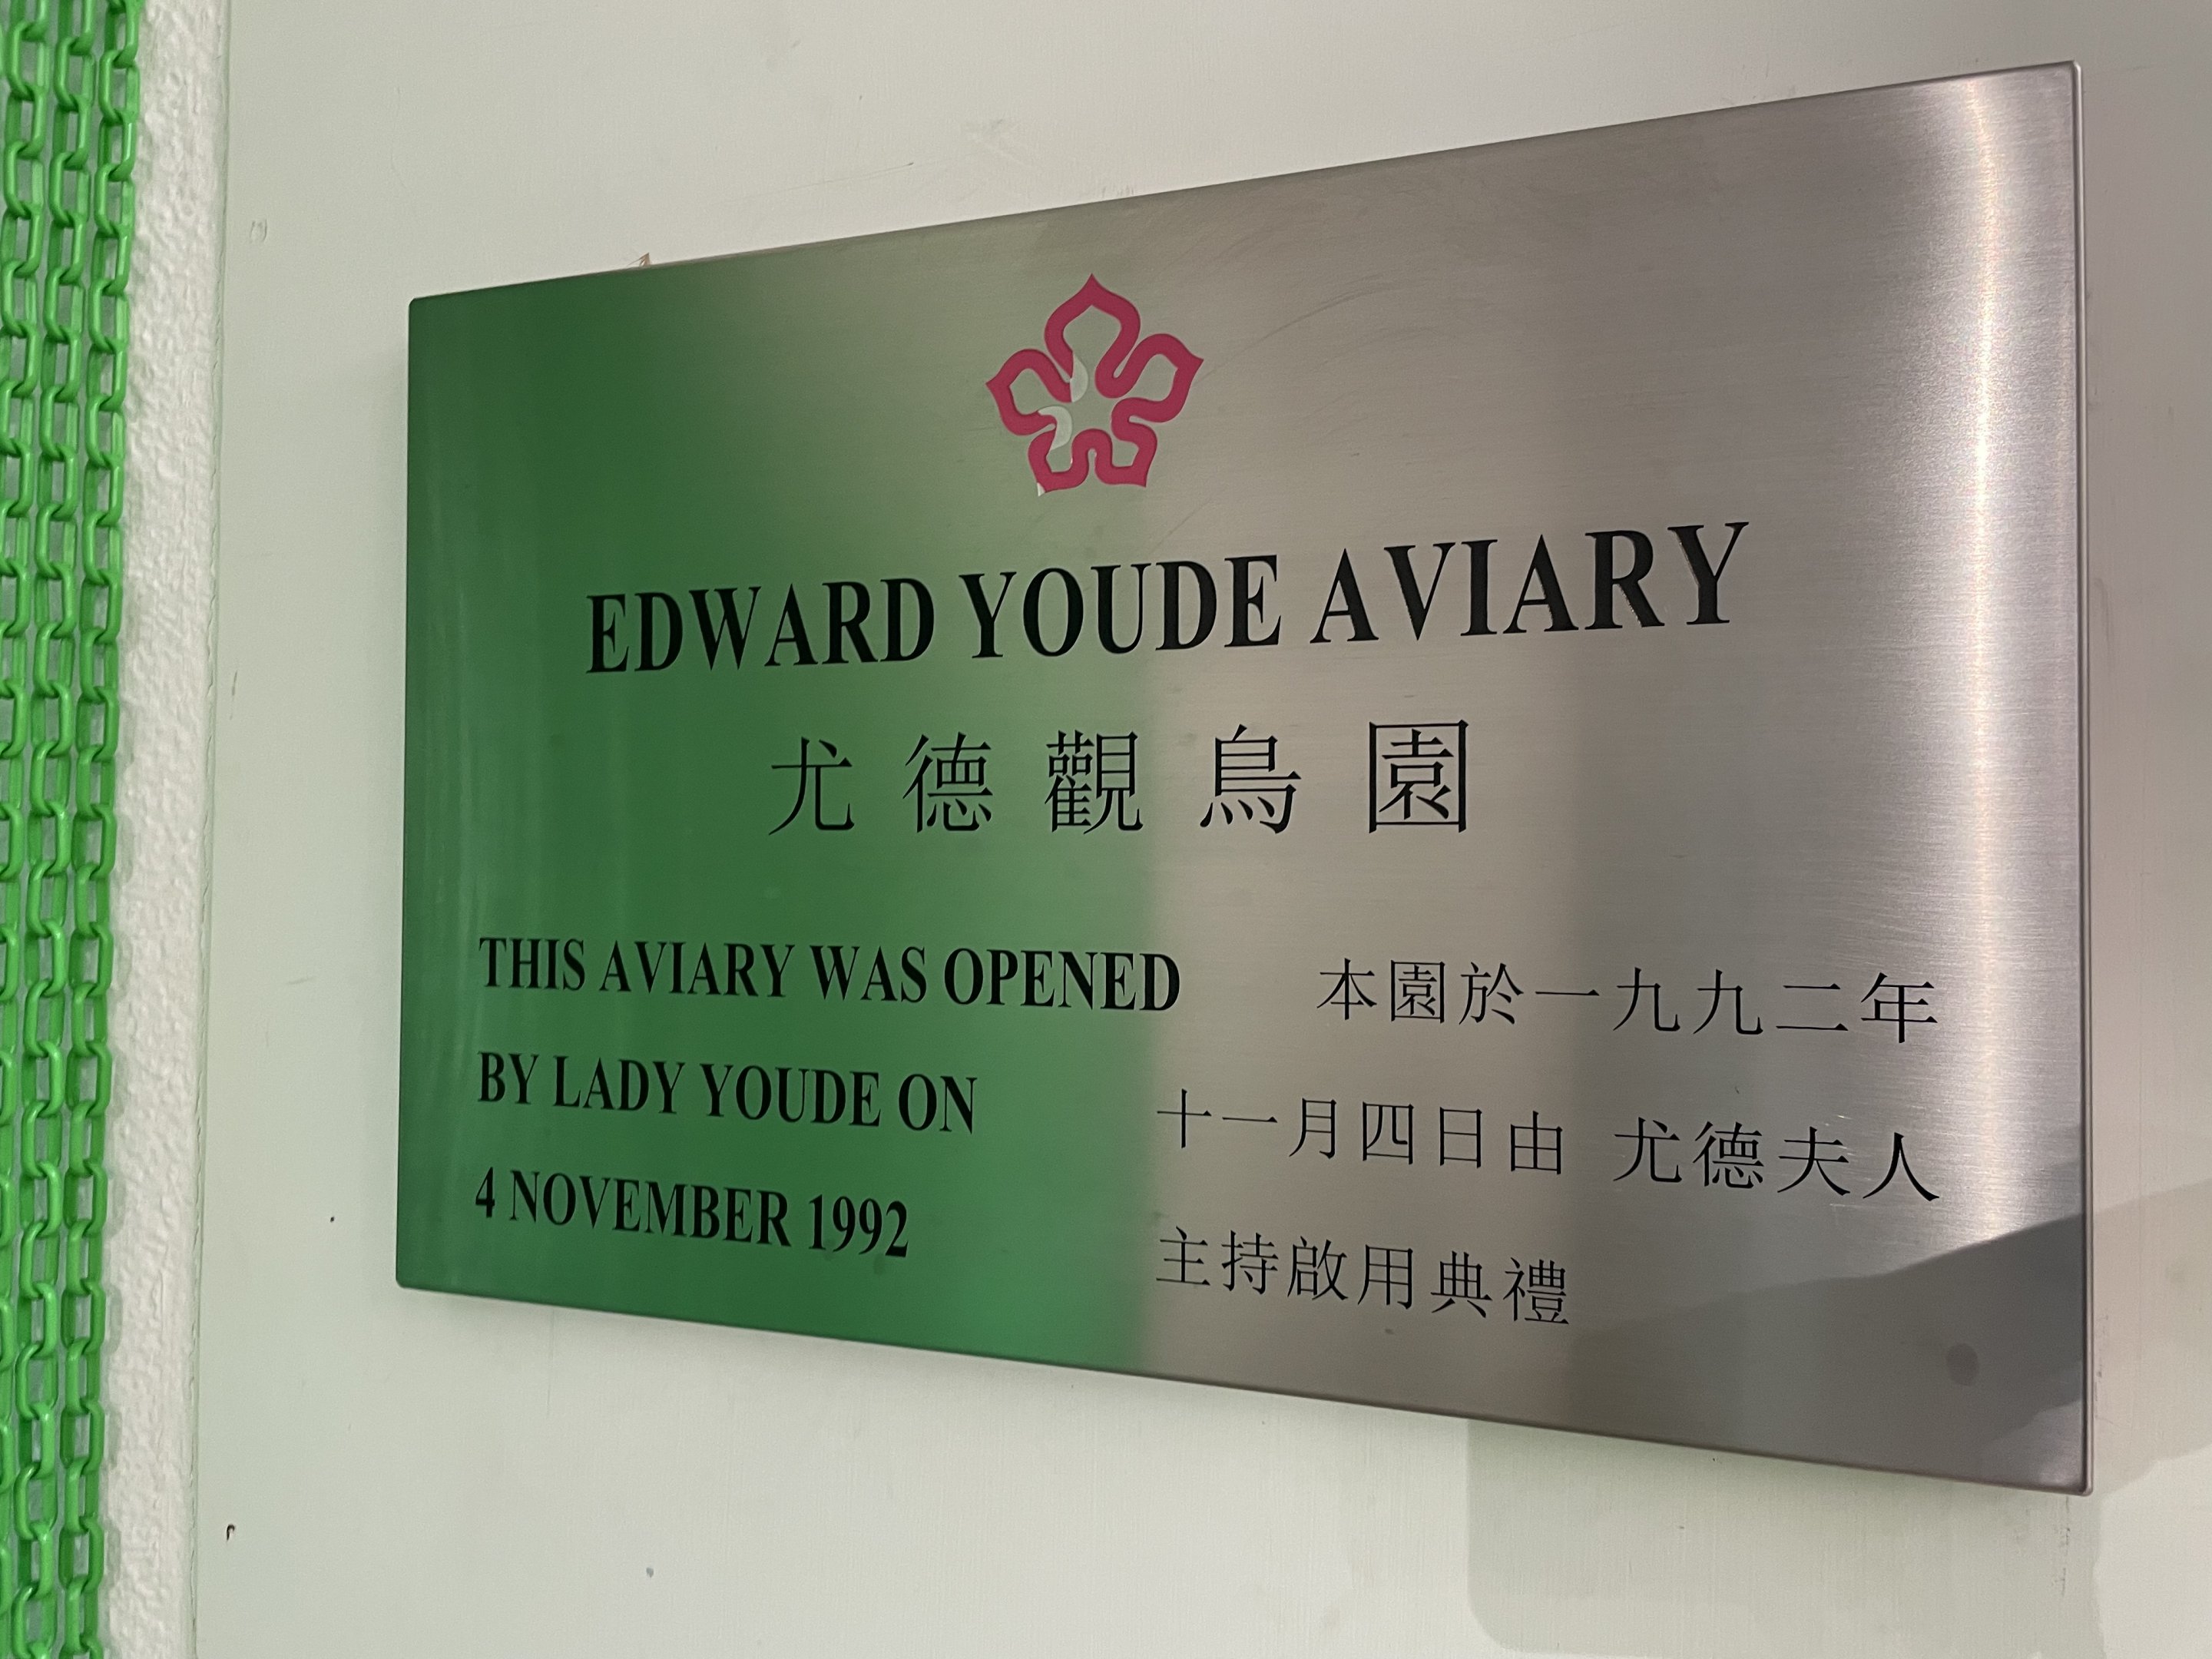 EDWARD YOUDE AVIARY
尤德觀鳥園
THIS AVIARY WAS OPENED
BY LADY YOUDE ON
4 NOVEMBER 1992
本園於一九九二年
十一月四日由 尤德夫人
主持啟用典禮